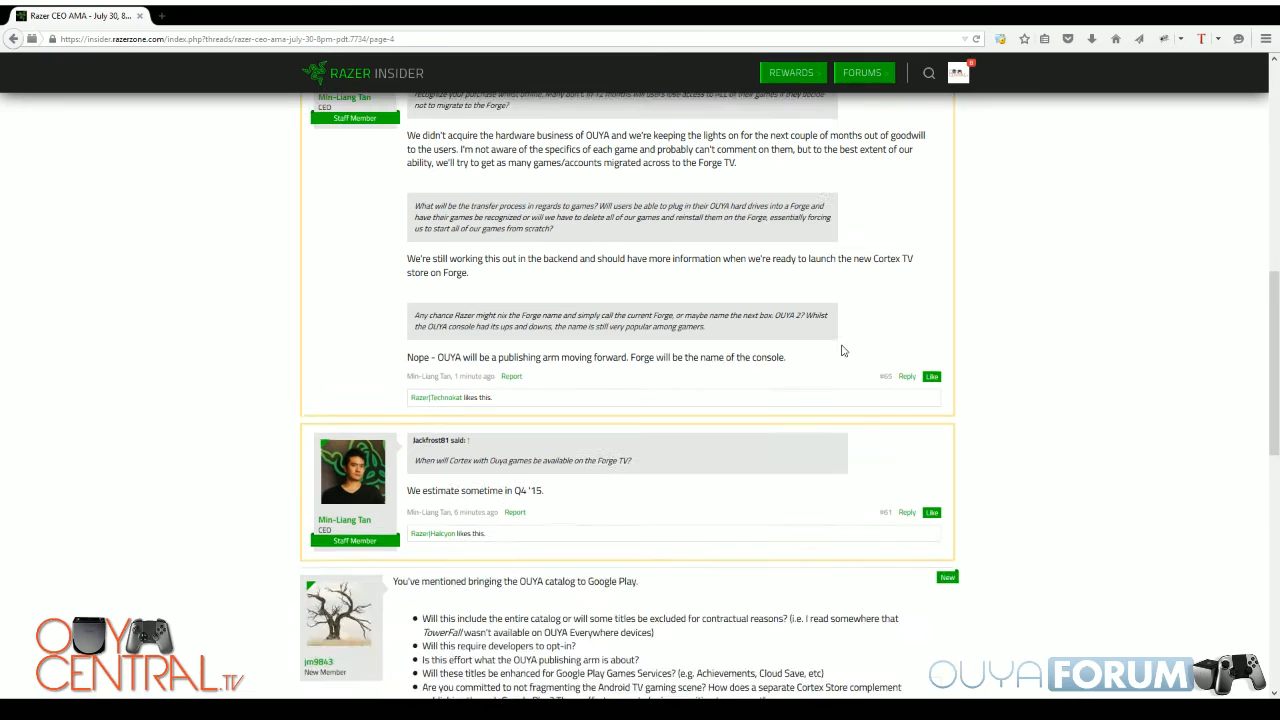 Razer CEO AMA - July 30, 8...
https://insider.razerzone.com/index.php?threads/razer-ceo-ama-july-30-8pm-pdt.7734/page-4
RAZER INSIDER
REWARDS
FORUMS
not to migrate to the Forge?
Min-Liang Tan
CEO
Staff Member
We didn't acquire the hardware business of OUYA and we're keeping the lights on for the next couple of months out of goodwill
to the users. I'm not aware of the specifics of each game and probably can't comment on them, but to the best extent of our
ability, we'll try to get as many games/accounts migrated across to the Forge TV.
What will be the transfer process in regards to games? Will users be able to plug in their OUYA hard drives into a Forge and
have their games be recognized or will we have to delete all of our games and reinstall them on the Forge, essentially forcing
us to start all of our games from scratch?
We're still working this out in the backend and should have more information when we're ready to launch the new Cortex TV
store on Forge.
Any chance Razer might nix the Forge name and simply call the current Forge, or maybe name the next box: OUYA 2? Whilst
the OUYA console had its ups and downs, the name is still very popular among gamers.
Nope - OUYA will be a publishing arm moving forward. Forge will be the name of the console.
Min-Liang Tan, 1 minute ago Report #65 Reply Like
Razer|Technokat likes this.
Jackfrost81 said: ↑
When will Cortex with Ouya games be available on the Forge TV?
We estimate sometime in Q4 '15.
Min-Liang Tan
CEO
Staff Member
Min-Liang Tan, 6 minutes ago Report #61 Reply Like
Razer|Halcyon likes this.
New
You've mentioned bringing the OUYA catalog to Google Play.
• Will this include the entire catalog or will some titles be excluded for contractual reasons? (i.e. I read somewhere that
TowerFall wasn't available on OUYA Everywhere devices)
• Will this require developers to opt-in?
• Is this effort what the OUYA publishing arm is about?
• Will these titles be enhanced for Google Play Games Services? (e.g. Achievements, Cloud Save, etc)
• Are you committed to not fragmenting the Android TV gaming scene? How does a separate Cortex Store complement
jm9843
New Member
OUYA
CENTRAL.TV
OUYAFORUM